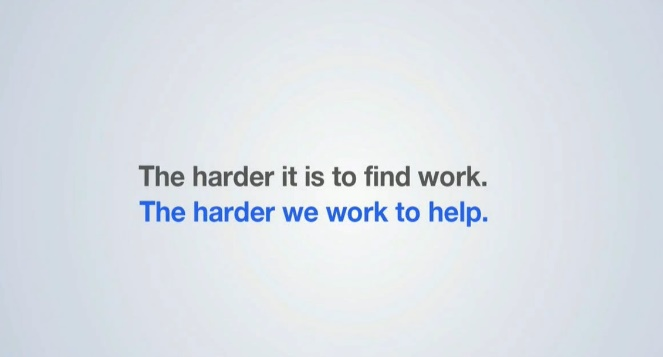 The harder it is to find work.
The harder we work to help.